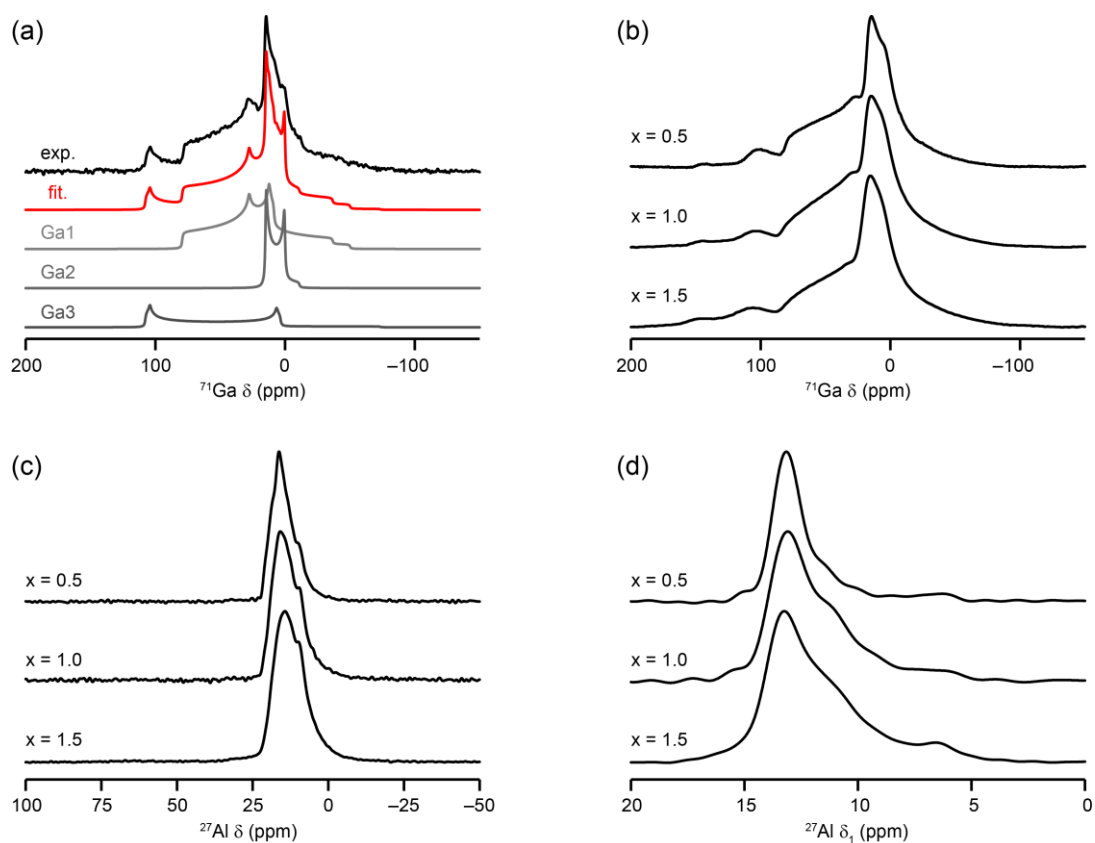 (a)
exp.
fit.
Ga1
Ga2
Ga3
200 100 0 –100
⁷¹Ga δ (ppm)
(b)
x = 0.5
x = 1.0
x = 1.5
200 100 0 –100
⁷¹Ga δ (ppm)
(c)
x = 0.5
x = 1.0
x = 1.5
100 75 50 25 0 –25 –50
²⁷Al δ (ppm)
(d)
x = 0.5
x = 1.0
x = 1.5
20 15 10 5 0
²⁷Al δ₁ (ppm)